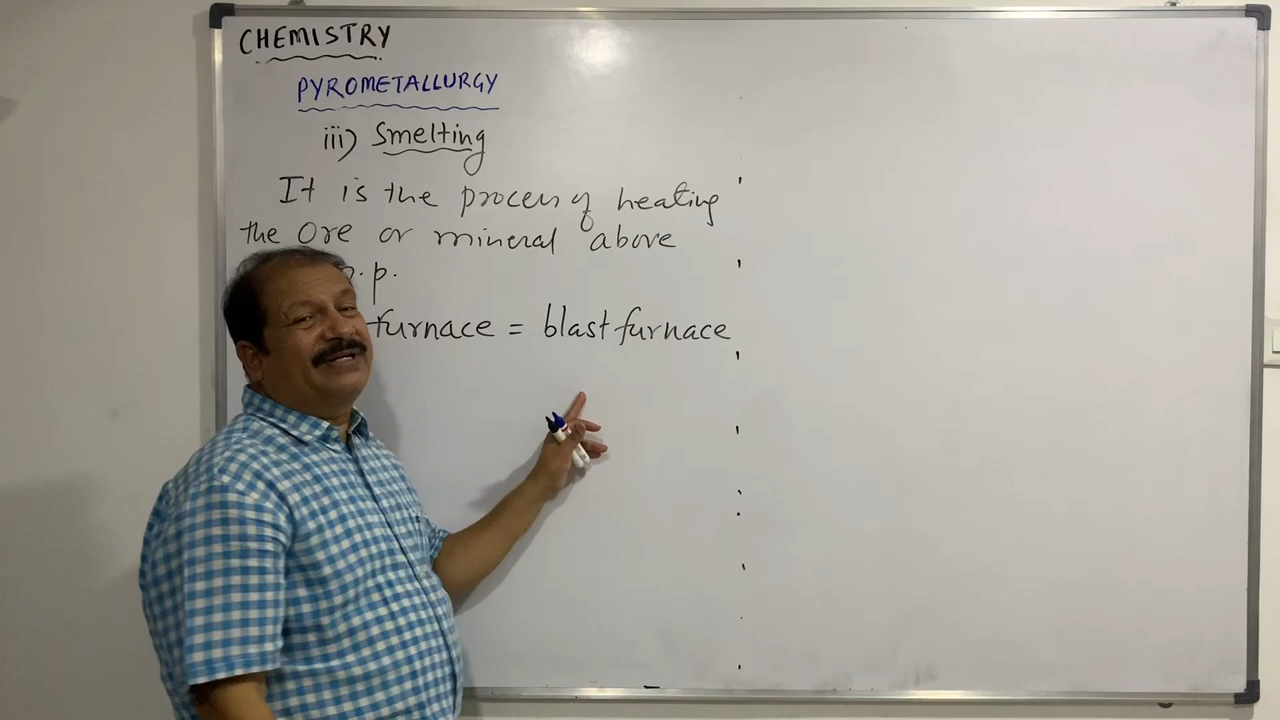 CHEMISTRY
PYROMETALLURGY
iii) Smelting
It is the process of heating
the ore or mineral above
p.
furnace = blast furnace